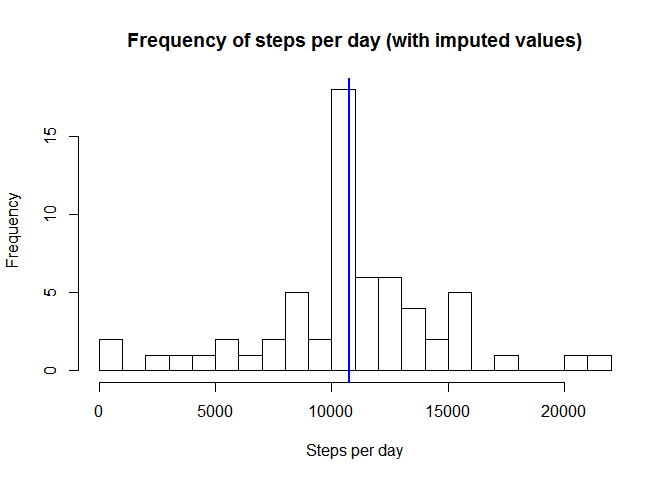 Frequency of steps per day (with imputed values)
Frequency
15
10
5
0
0 5000 10000 15000 20000
Steps per day